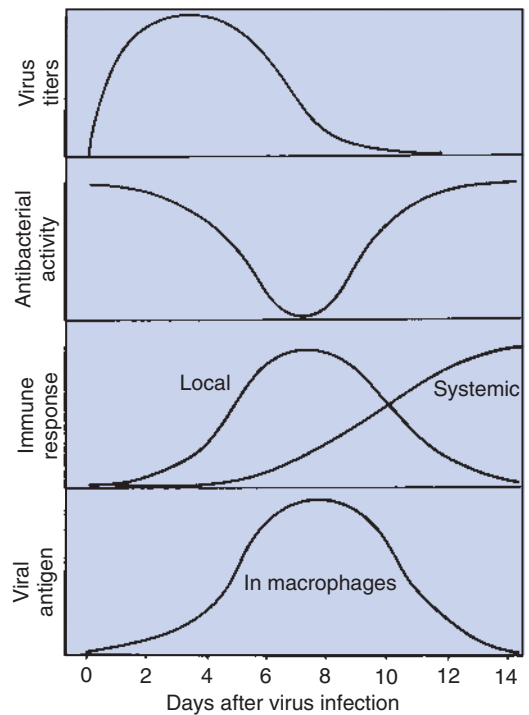 Virus
titers
Antibacterial
activity
Immune
response
Local
Systemic
Viral
antigen
In macrophages
0 2 4 6 8 10 12 14
Days after virus infection